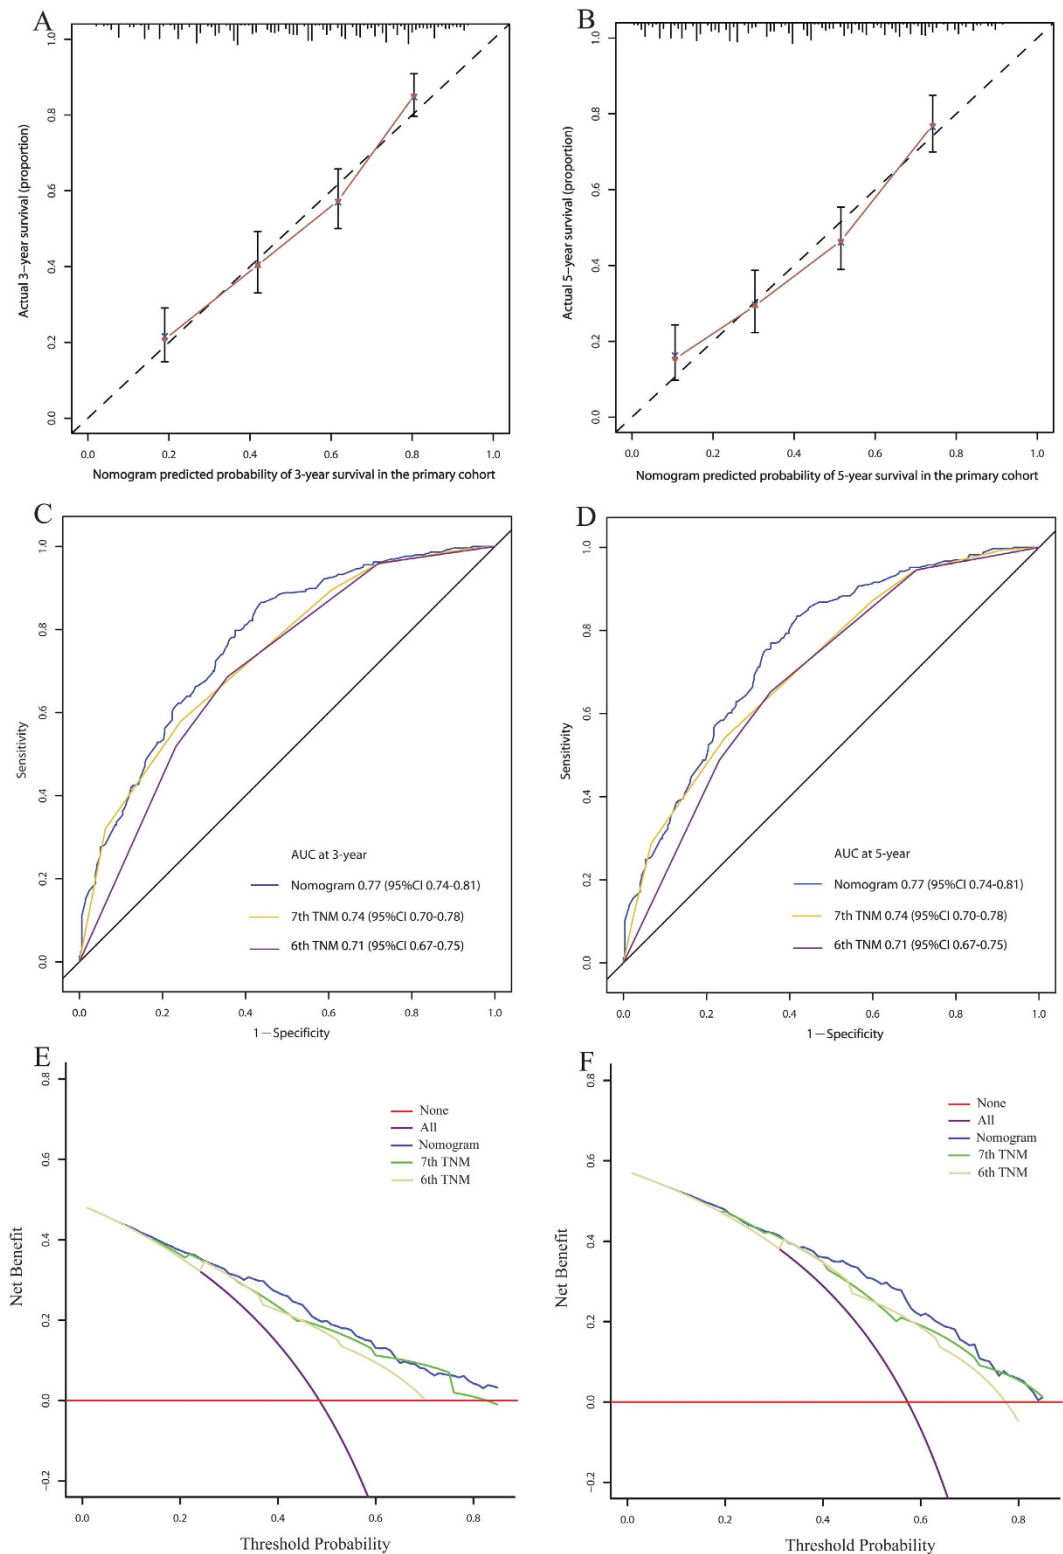 A
B
1.0
0.8
0.6
0.4
0.2
0.0
Actual 3−year survival (proportion)
0.0 0.2 0.4 0.6 0.8 1.0
Nomogram predicted probability of 3-year survival in the primary cohort
1.0
0.8
0.6
0.4
0.2
0.0
Actual 5−year survival (proportion)
0.0 0.2 0.4 0.6 0.8 1.0
Nomogram predicted probability of 5-year survival in the primary cohort
C
1.0
0.8
0.6
0.4
0.2
0.0
Sensitivity
AUC at 3-year
Nomogram 0.77 (95%CI 0.74-0.81)
7th TNM 0.74 (95%CI 0.70-0.78)
6th TNM 0.71 (95%CI 0.67-0.75)
0.0 0.2 0.4 0.6 0.8 1.0
1−Specificity
D
1.0
0.8
0.6
0.4
0.2
0.0
Sensitivity
AUC at 5-year
Nomogram 0.77 (95%CI 0.74-0.81)
7th TNM 0.74 (95%CI 0.70-0.78)
6th TNM 0.71 (95%CI 0.67-0.75)
0.0 0.2 0.4 0.6 0.8 1.0
1−Specificity
E
0.8
0.6
0.4
0.2
0.0
−0.2
Net Benefit
None
All
Nomogram
7th TNM
6th TNM
0.0 0.2 0.4 0.6 0.8
Threshold Probability
F
0.8
0.6
0.4
0.2
0.0
−0.2
Net Benefit
None
All
Nomogram
7th TNM
6th TNM
0.0 0.2 0.4 0.6 0.8
Threshold Probability